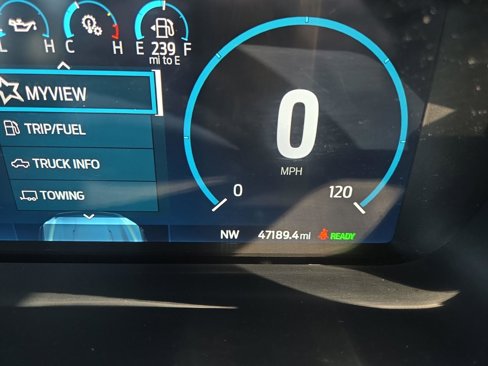 L H C H E 239 F
mi to E
MYVIEW
TRIP/FUEL
TRUCK INFO
TOWING
0
MPH
0 120
NW 47189.4 mi READY